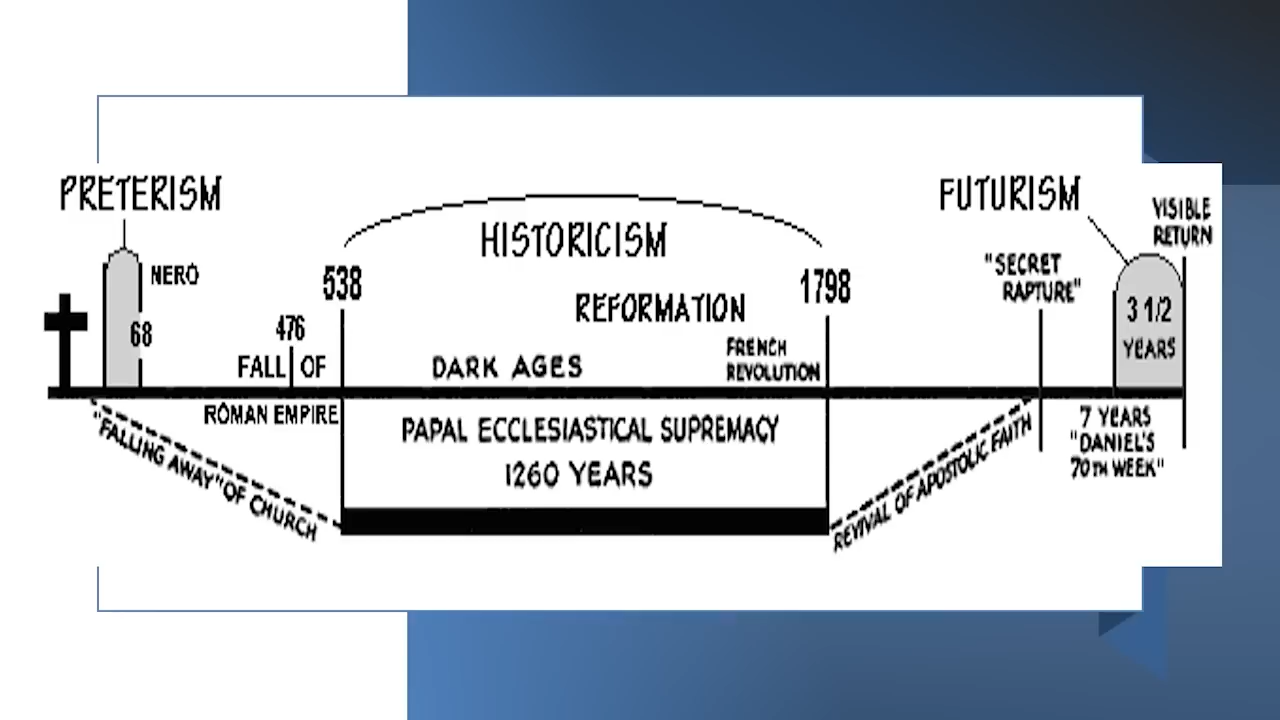 PRETERISM
NERO
68
476
FALL OF
ROMAN EMPIRE
"FALLING AWAY" OF CHURCH
538
HISTORICISM
REFORMATION
1798
DARK AGES
FRENCH
REVOLUTION
PAPAL ECCLESIASTICAL SUPREMACY
1260 YEARS
REVIVAL OF APOSTOLIC FAITH
FUTURISM
"SECRET
RAPTURE"
VISIBLE
RETURN
3 1/2
YEARS
7 YEARS
"DANIEL'S
70TH WEEK"